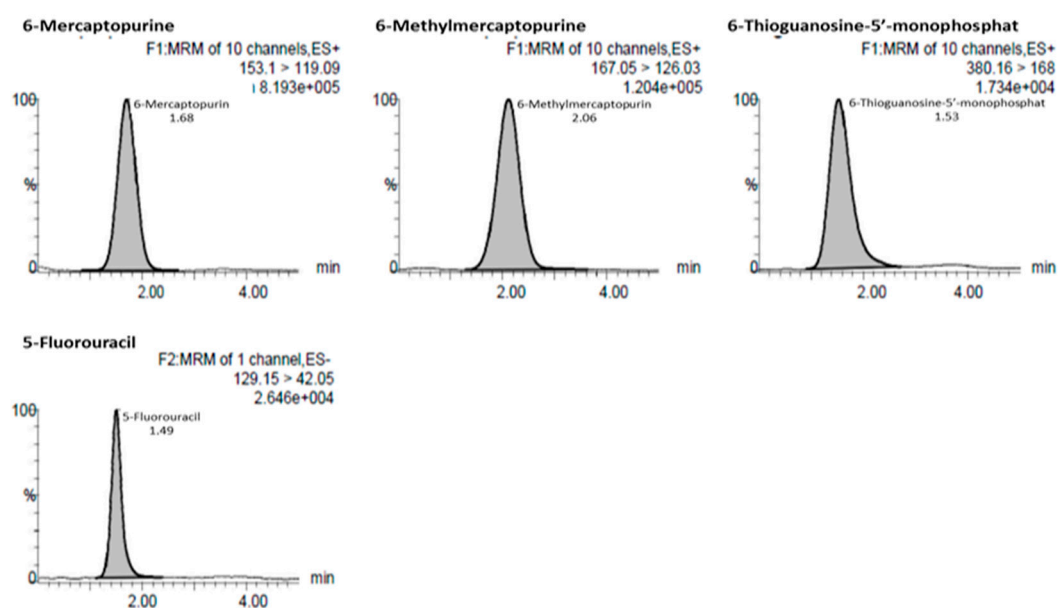 6-Mercaptopurine
F1:MRM of 10 channels,ES+
153.1 > 119.09
8.193e+005
100
6-Mercaptopurin
1.68
%
0
min
2.00 4.00
6-Methylmercaptopurine
F1:MRM of 10 channels,ES+
167.05 > 126.03
1.204e+005
100
6-Methylmercaptopurin
2.06
%
0
min
2.00 4.00
6-Thioguanosine-5’-monophosphat
F1:MRM of 10 channels,ES+
380.16 > 168
1.734e+004
100
6-Thioguanosine-5’-monophosphat
1.53
%
0
min
2.00 4.00
5-Fluorouracil
F2:MRM of 1 channel,ES-
129.15 > 42.05
2.646e+004
100
5-Fluorouracil
1.49
%
0
min
2.00 4.00